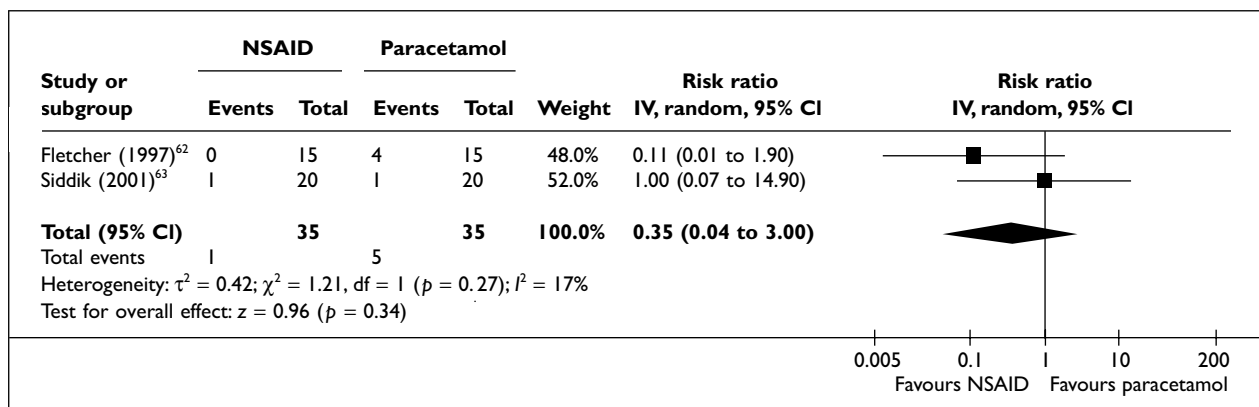 NSAID Paracetamol
Study or subgroup Events Total Events Total Weight Risk ratio IV, random, 95% CI Risk ratio IV, random, 95% CI
Fletcher (1997)⁶² 0 15 4 15 48.0% 0.11 (0.01 to 1.90)
Siddik (2001)⁶³ 1 20 1 20 52.0% 1.00 (0.07 to 14.90)
Total (95% CI) 35 35 100.0% 0.35 (0.04 to 3.00)
Total events 1 5
Heterogeneity: τ² = 0.42; χ² = 1.21, df = 1 (p = 0.27); I² = 17%
Test for overall effect: z = 0.96 (p = 0.34)
0.005 0.1 1 10 200
Favours NSAID Favours paracetamol